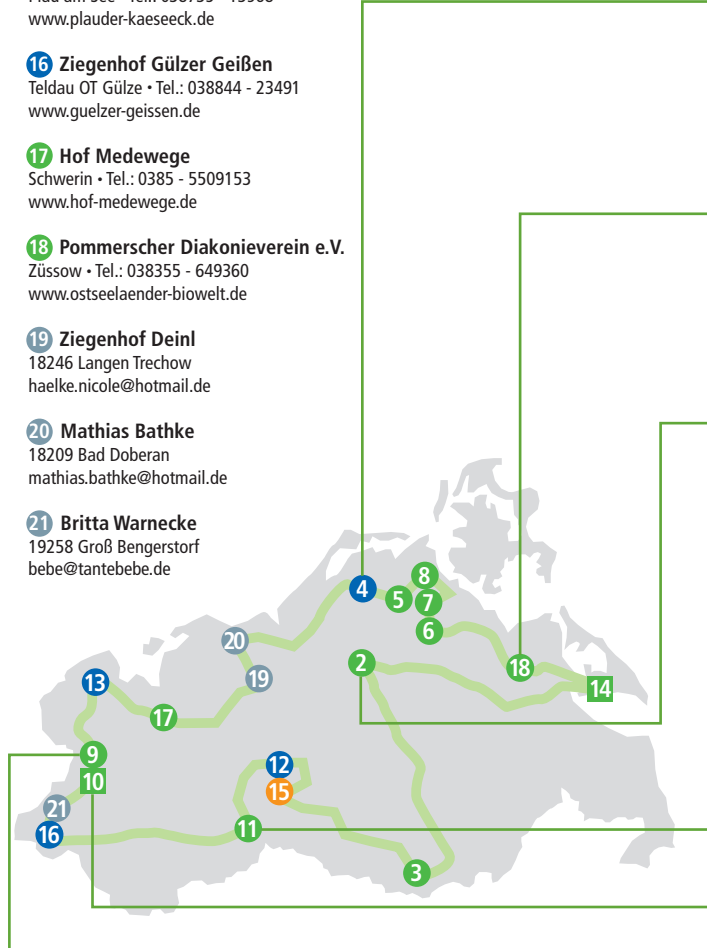 www.plauder-kaeseeck.de
16 Ziegenhof Gülzer Geißen
Teldau OT Gülze • Tel.: 038844 - 23491
www.guelzer-geissen.de
17 Hof Medewege
Schwerin • Tel.: 0385 - 5509153
www.hof-medewege.de
18 Pommerscher Diakonieverein e.V.
Züssow • Tel.: 038355 - 649360
www.ostseelaender-biowelt.de
19 Ziegenhof Deinl
18246 Langen Trechow
haelke.nicole@hotmail.de
20 Mathias Bathke
18209 Bad Doberan
mathias.bathke@hotmail.de
21 Britta Warnecke
19258 Groß Bengerstorf
bebe@tantebebe.de
8
4
5
7
6
20
2
18
19
13
14
17
9
12
10
15
21
11
16
3